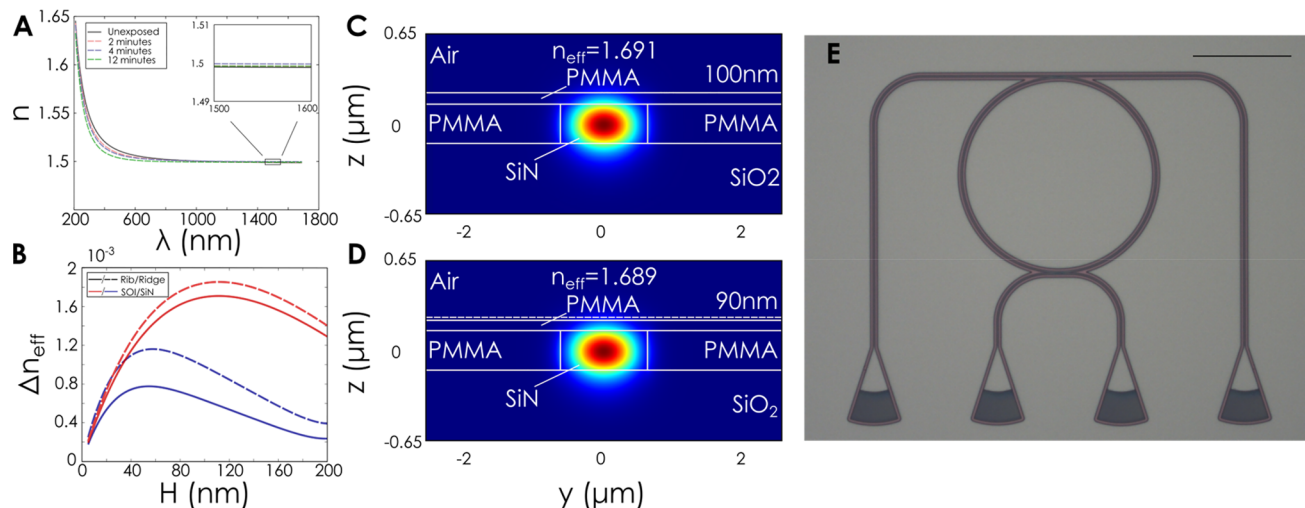 A
1.65
1.6
1.55
1.5
n
Unexposed
2 minutes
4 minutes
12 minutes
1.51
1.5
1.49
1500
1600
200
600
1000
1400
1800
λ (nm)
B
10⁻³
2
1.6
1.2
0.8
0.4
0
Δn_eff
Rib/Ridge
SOI/SiN
0
40
80
120
160
200
H (nm)
C
0.65
0
-0.65
z (μm)
Air
n_eff=1.691
PMMA
100nm
PMMA
PMMA
SiN
SiO2
-2
0
2
D
0.65
0
-0.65
z (μm)
Air
n_eff=1.689
PMMA
90nm
PMMA
PMMA
SiN
SiO₂
-2
0
2
y (μm)
E